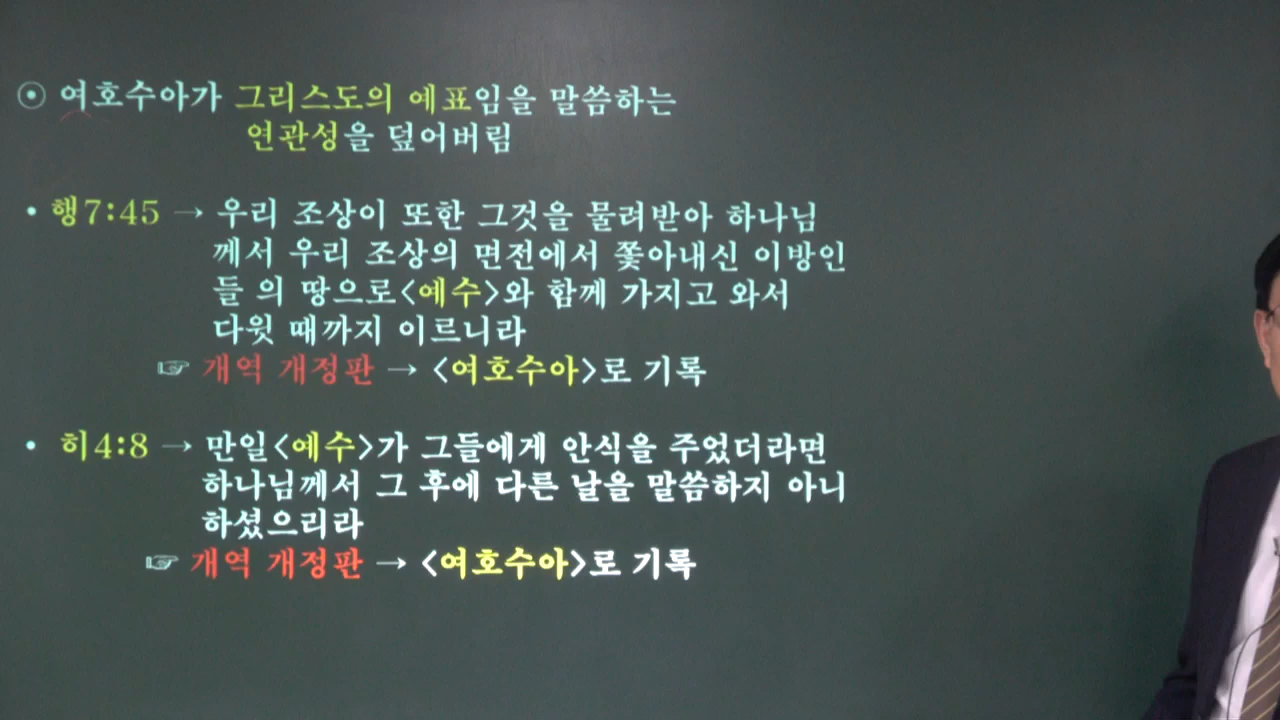 ⊙ 여호수아가 그리스도의 예표임을 말씀하는
연관성을 덮어버림
• 행7:45 → 우리 조상이 또한 그것을 물려받아 하나님
께서 우리 조상의 면전에서 쫓아내신 이방인
들 의 땅으로<예수>와 함께 가지고 와서
다윗 때까지 이르니라
☞ 개역 개정판 → <여호수아>로 기록
• 히4:8 → 만일<예수>가 그들에게 안식을 주었더라면
하나님께서 그 후에 다른 날을 말씀하지 아니
하셨으리라
☞ 개역 개정판 → <여호수아>로 기록